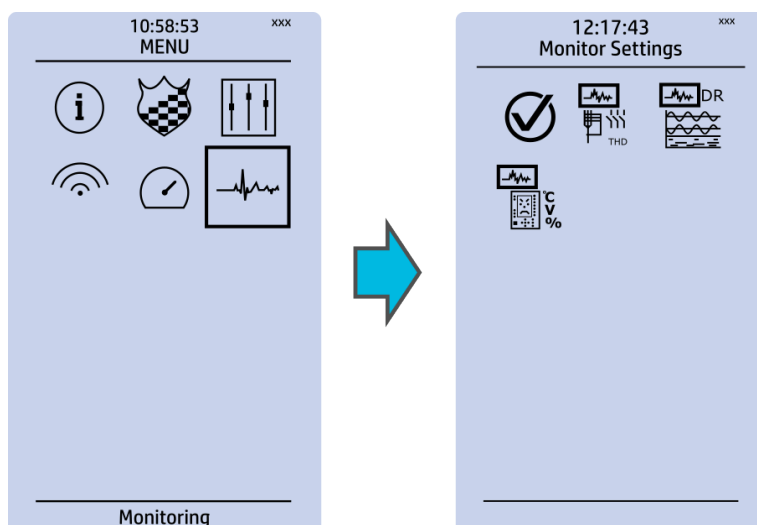 10:58:53
xxx
MENU
i
Monitoring
12:17:43
xxx
Monitor Settings
THD
DR
°C
V
%